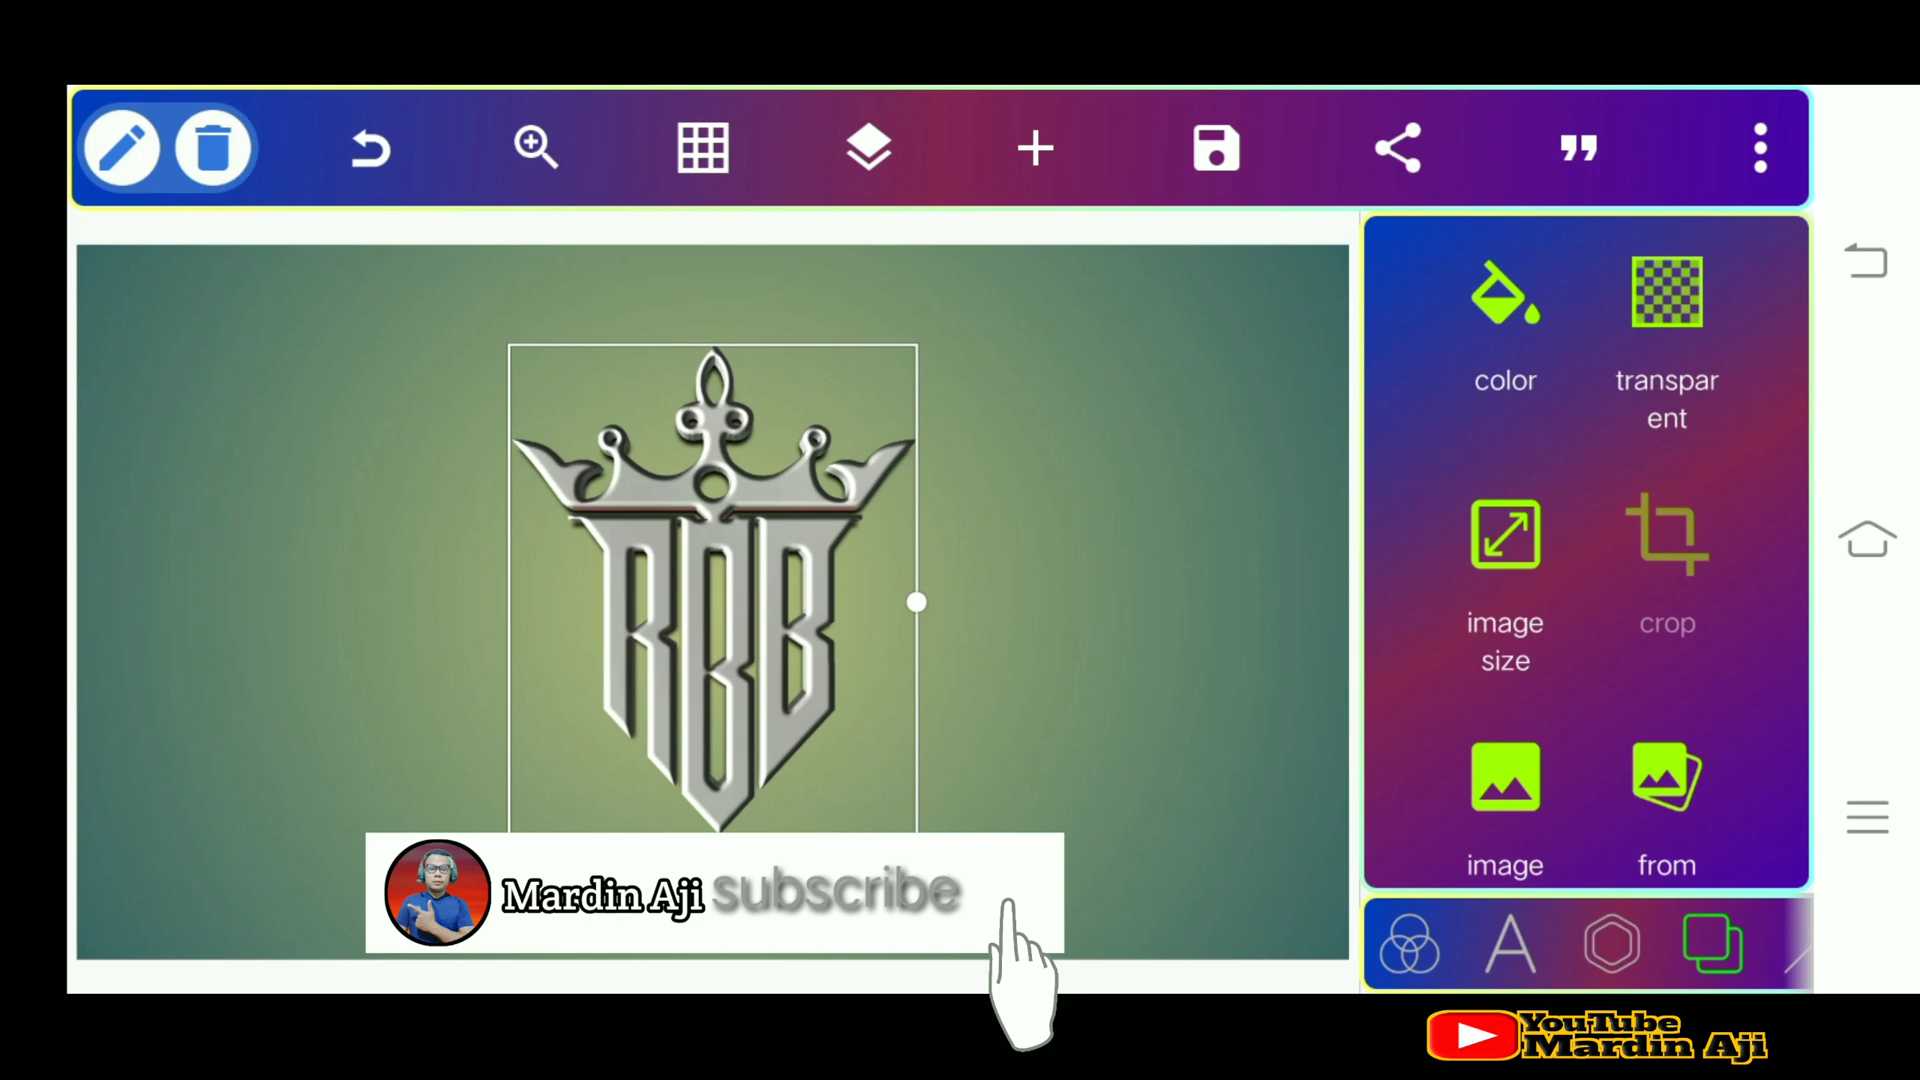 color
transpar
ent
image
size
crop
image
from
RBB
Mardin Aji subscribe
YouTube
Mardin Aji